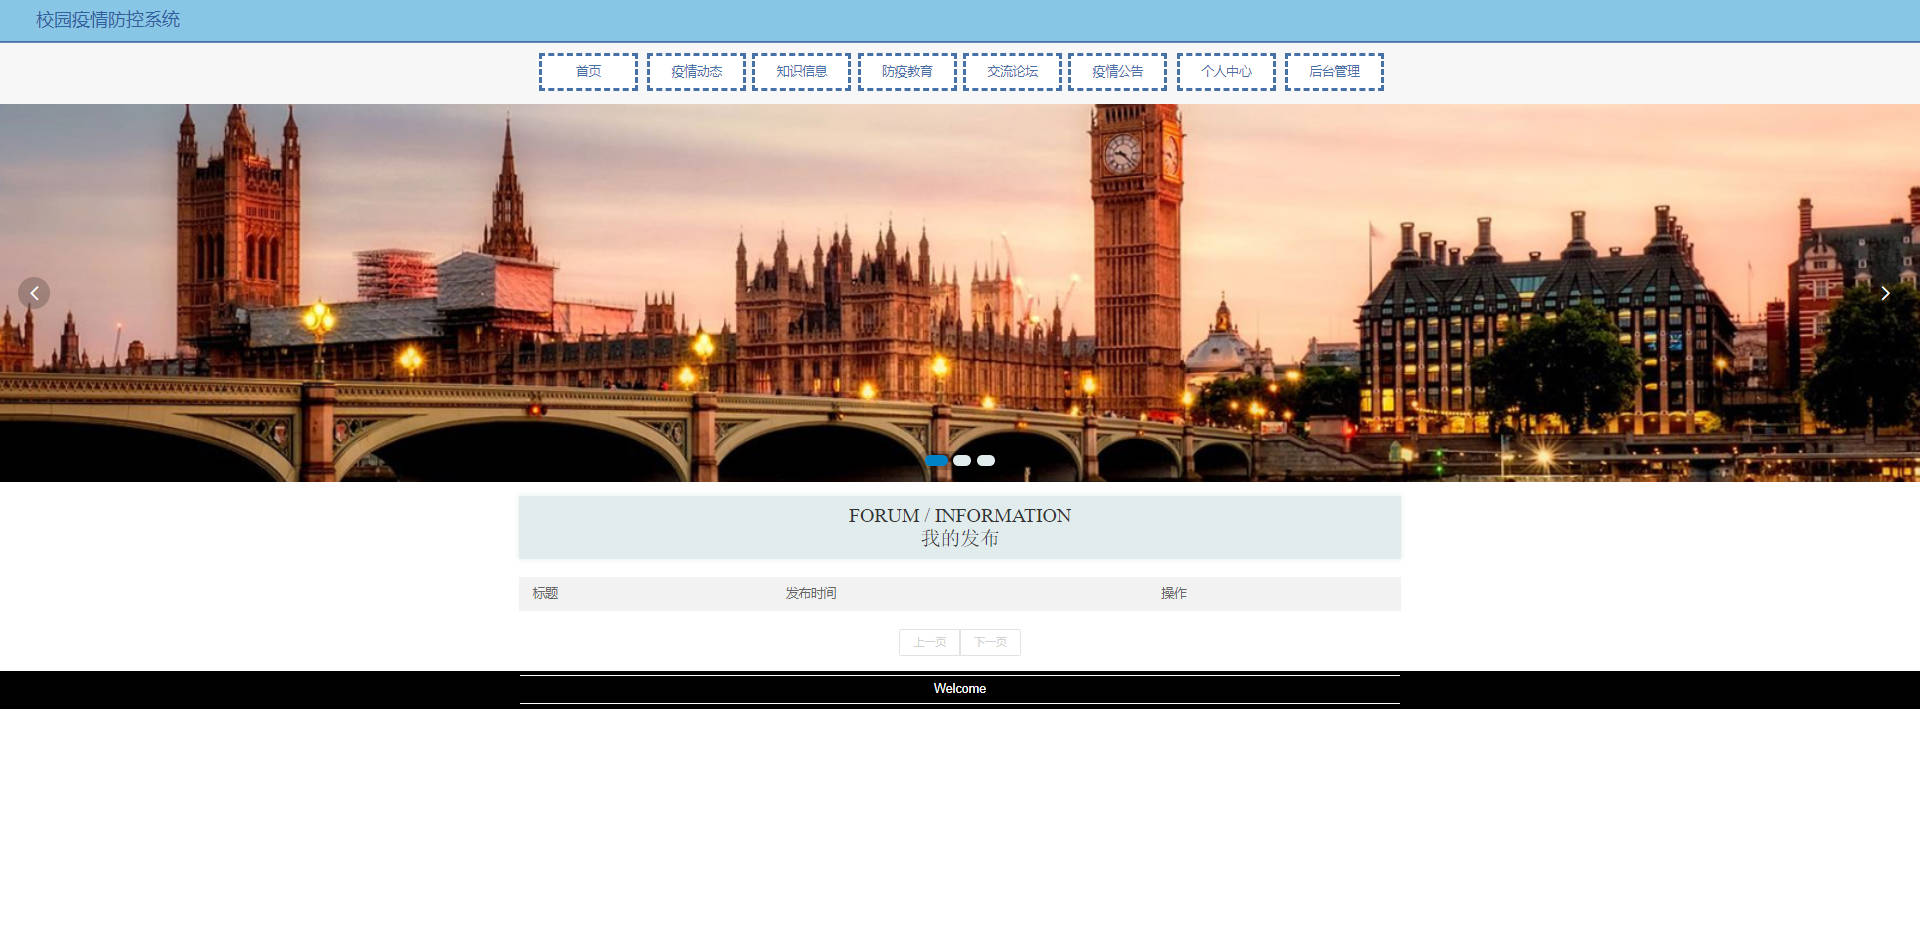 校园疫情防控系统
首页 疫情动态 知识信息 防疫教育 交流论坛 疫情公告 个人中心 后台管理
FORUM / INFORMATION
我的发布
标题 发布时间 操作
上一页 下一页
Welcome